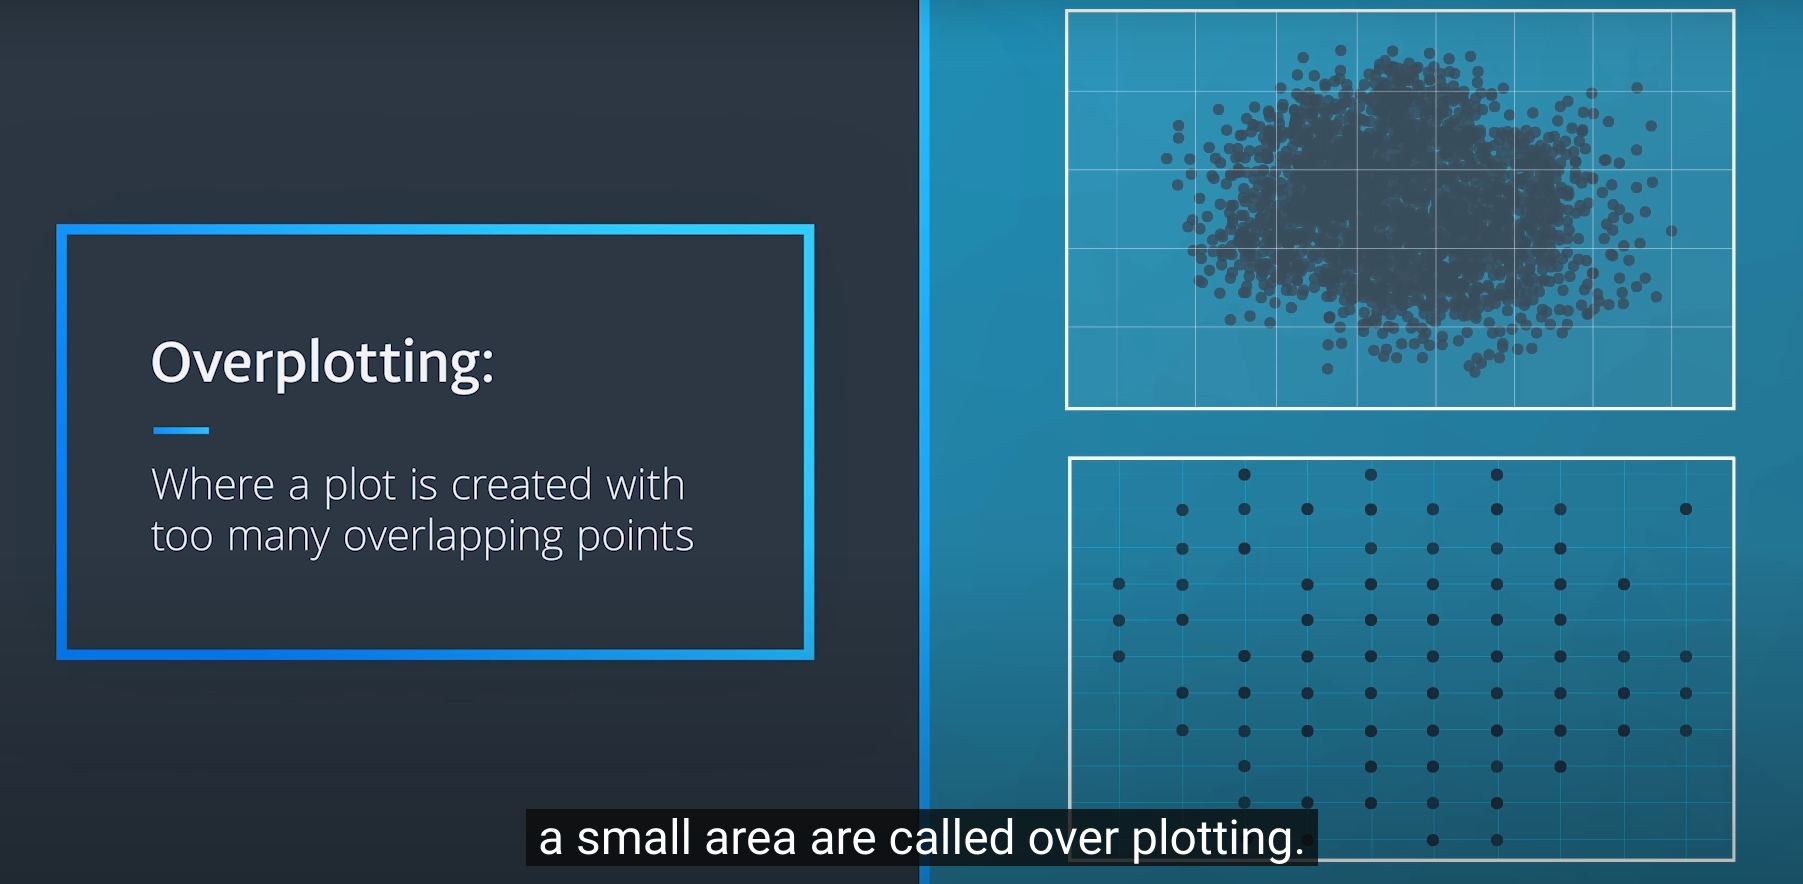 Overplotting:
Where a plot is created with
too many overlapping points
a small area are called over plotting.